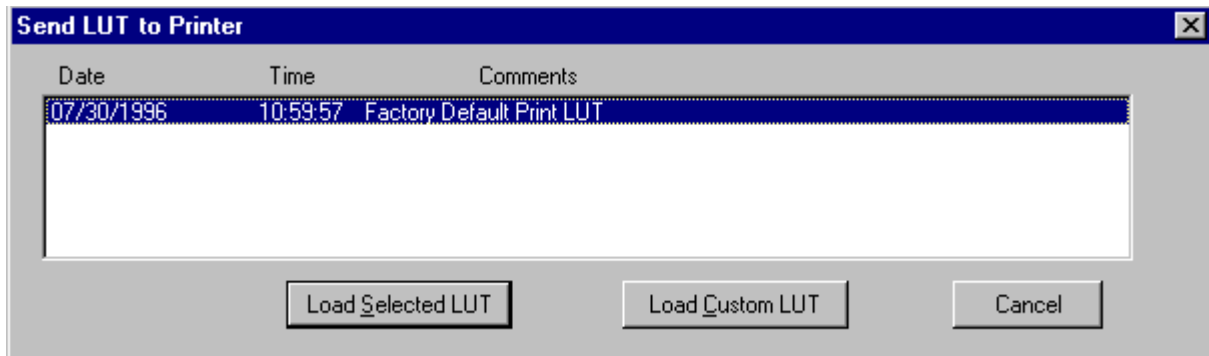 Send LUT to Printer
Date Time Comments
07/30/1996 10:59:57 Factory Default Print LUT
Load Selected LUT Load Custom LUT Cancel